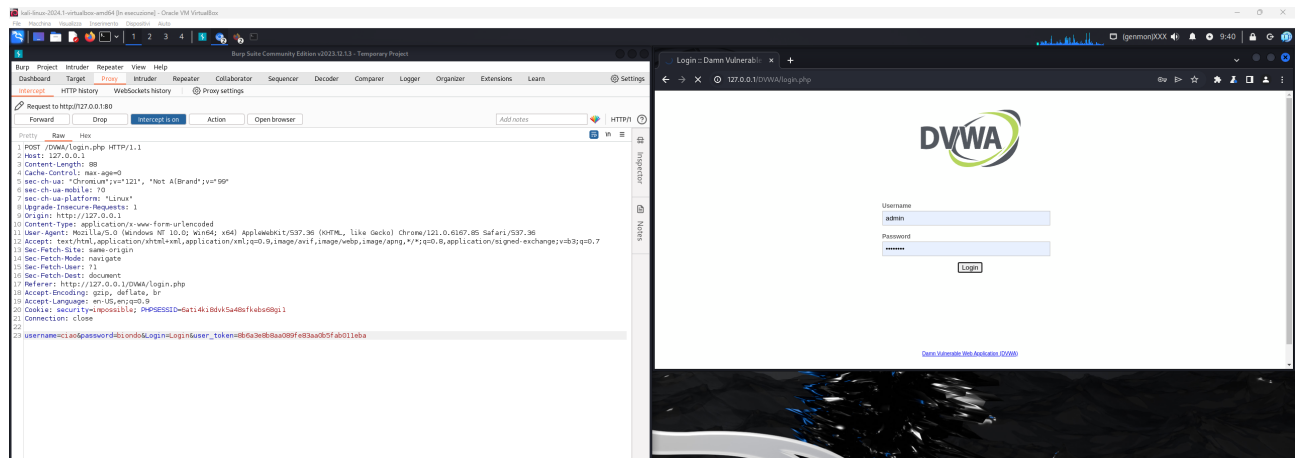 kali-linux-2024.1-virtualbox-amd64 [In esecuzione] - Oracle VM VirtualBox
File Macchina Visualizza Inserimento Dispositivi Aiuto
1 2 3 4
(genmon)XXX 9:40
Burp Suite Community Edition v2023.12.1.3 - Temporary Project
Burp Project Intruder Repeater View Help
Dashboard Target Proxy Intruder Repeater Collaborator Sequencer Decoder Comparer Logger Organizer Extensions Learn Settings
Intercept HTTP history WebSockets history Proxy settings
Request to http://127.0.0.1:80
Forward Drop Intercept is on Action Open browser Add notes HTTP/1
Pretty Raw Hex
1 POST /DVWA/login.php HTTP/1.1
2 Host: 127.0.0.1
3 Content-Length: 88
4 Cache-Control: max-age=0
5 sec-ch-ua: "Chromium";v="121", "Not A(Brand";v="99"
6 sec-ch-ua-mobile: ?0
7 sec-ch-ua-platform: "Linux"
8 Upgrade-Insecure-Requests: 1
9 Origin: http://127.0.0.1
10 Content-Type: application/x-www-form-urlencoded
11 User-Agent: Mozilla/5.0 (Windows NT 10.0; Win64; x64) AppleWebKit/537.36 (KHTML, like Gecko) Chrome/121.0.6167.85 Safari/537.36
12 Accept: text/html,application/xhtml+xml,application/xml;q=0.9,image/avif,image/webp,image/apng,*/*;q=0.8,application/signed-exchange;v=b3;q=0.7
13 Sec-Fetch-Site: same-origin
14 Sec-Fetch-Mode: navigate
15 Sec-Fetch-User: ?1
16 Sec-Fetch-Dest: document
17 Referer: http://127.0.0.1/DVWA/login.php
18 Accept-Encoding: gzip, deflate, br
19 Accept-Language: en-US,en;q=0.9
20 Cookie: security=impossible; PHPSESSID=6ati4ki8dvk5a48sfkebs68gi1
21 Connection: close
22
23 username=ciao&password=biondo&Login=Login&user_token=8b6a3e8b8aa089fe83aa0b5fab011eba
Inspector
Notes
Login :: Damn Vulnerable
127.0.0.1/DVWA/login.php
DVWA
Username
admin
Password
••••••••
Login
Damn Vulnerable Web Application (DVWA)